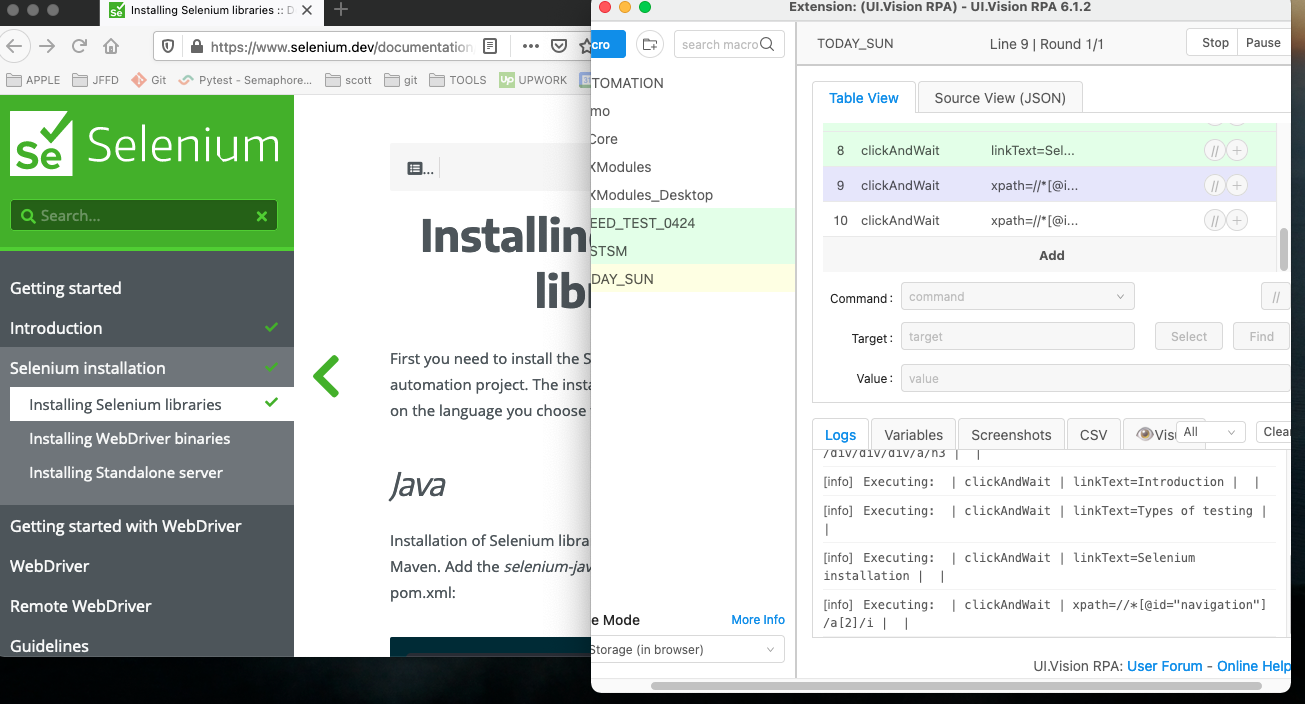 Installing Selenium libraries :: D
https://www.selenium.dev/documentation
APPLE
JFFD
Git
Pytest - Semaphore...
scott
git
TOOLS
Up
UPWORK
Se
Selenium
Search...
Getting started
Introduction
Selenium installation
Installing Selenium libraries
Installing WebDriver binaries
Installing Standalone server
Getting started with WebDriver
WebDriver
Remote WebDriver
Guidelines
...
Installin
lib
First you need to install the S
automation project. The insta
on the language you choose
Java
Installation of Selenium libra
Maven. Add the selenium-jav
pom.xml:
Extension: (UI.Vision RPA) - UI.Vision RPA 6.1.2
cro
search macro
TOMATION
mo
Core
XModules
XModules_Desktop
EED_TEST_0424
STSM
DAY_SUN
e Mode
More Info
Storage (in browser)
TODAY_SUN
Line 9 | Round 1/1
Stop
Pause
Table View
Source View (JSON)
8 clickAndWait linkText=Sel... // +
9 clickAndWait xpath=//*[@i... // +
10 clickAndWait xpath=//*[@i... // +
Add
Command : command //
Target : target Select Find
Value : value
Logs
Variables
Screenshots
CSV
Visu
All
Clear
/div/div/div/a/h3 | |
[info] Executing: | clickAndWait | linkText=Introduction | |
[info] Executing: | clickAndWait | linkText=Types of testing |
|
[info] Executing: | clickAndWait | linkText=Selenium
installation | |
[info] Executing: | clickAndWait | xpath=//*[@id="navigation"]
/a[2]/i | |
UI.Vision RPA: User Forum - Online Help